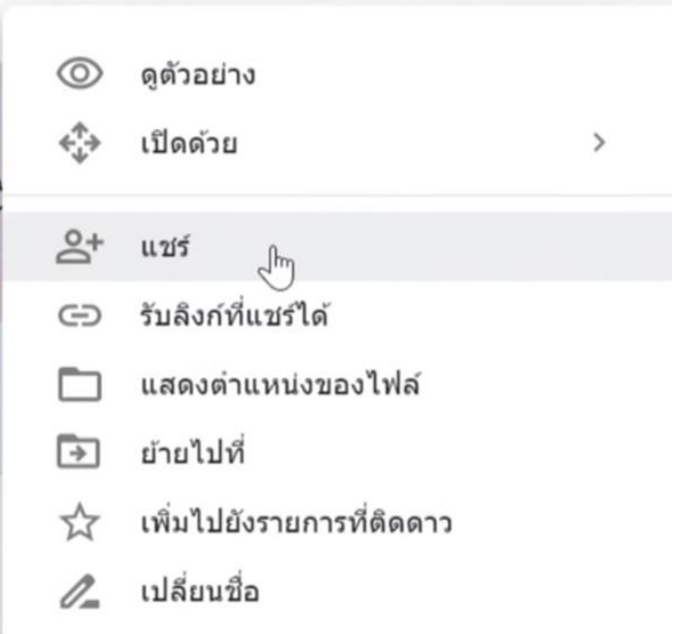 ดูตัวอย่าง
เปิดด้วย
แชร์
รับลิงก์ที่แชร์ได้
แสดงตำแหน่งของไฟล์
ย้ายไปที่
เพิ่มไปยังรายการที่ติดดาว
เปลี่ยนชื่อ